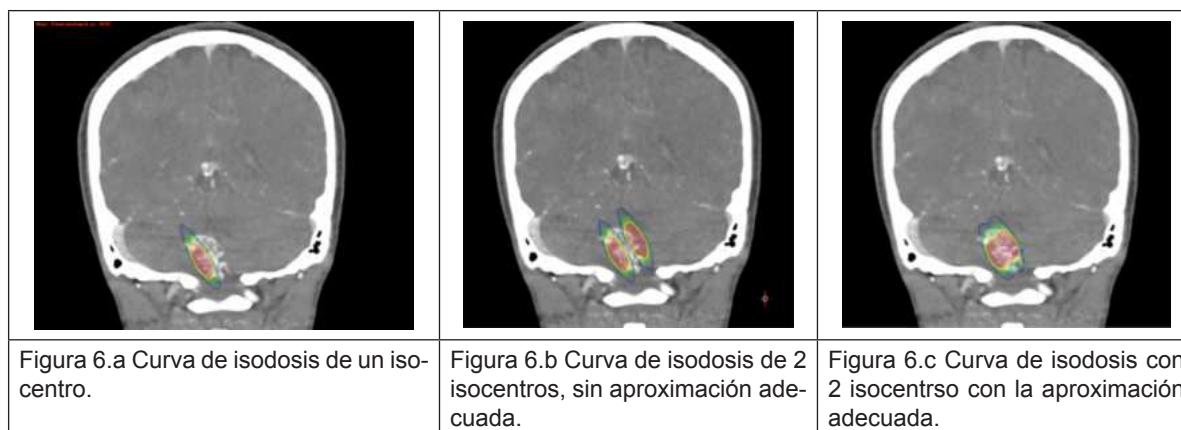 Figura 6.a Curva de isodosis de un iso-
centro.
Figura 6.b Curva de isodosis de 2
isocentros, sin aproximación ade-
cuada.
Figura 6.c Curva de isodosis con
2 isocentrso con la aproximación
adecuada.